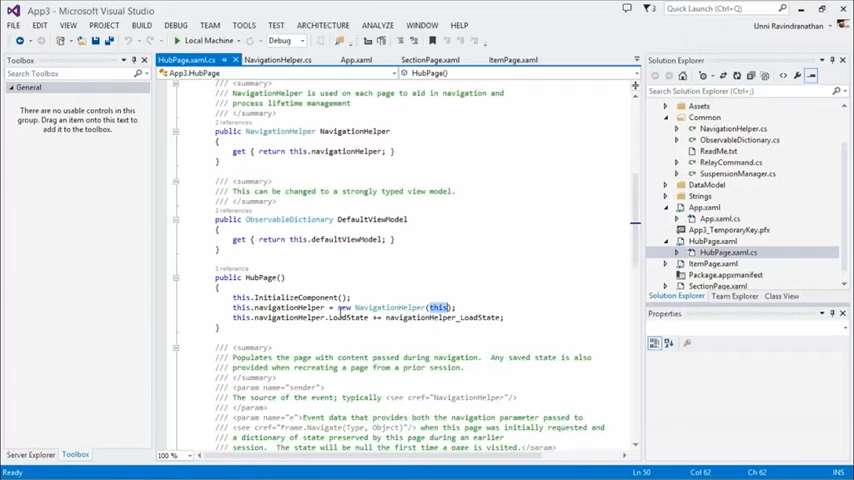 App3 - Microsoft Visual Studio
3
Quick Launch (Ctrl+Q)
FILE EDIT VIEW PROJECT BUILD DEBUG TEAM TOOLS TEST ARCHITECTURE ANALYZE WINDOW HELP
Unni Ravindranathan
Local Machine
Debug
Toolbox
Search Toolbox
General
There are no usable controls in this
group. Drag an item onto this text to
add it to the toolbox.
Server Explorer Toolbox
HubPage.xaml.cs
NavigationHelper.cs
App.xaml
SectionPage.xaml.cs
ItemPage.xaml.cs
App3.HubPage
HubPage()
/// <summary>
/// NavigationHelper is used on each page to aid in navigation and
/// process lifetime management
/// </summary>
2 references
public NavigationHelper NavigationHelper
{
get { return this.navigationHelper; }
}
/// <summary>
/// This can be changed to a strongly typed view model.
/// </summary>
2 references
public ObservableDictionary DefaultViewModel
{
get { return this.defaultViewModel; }
}
1 reference
public HubPage()
{
this.InitializeComponent();
this.navigationHelper = new NavigationHelper(this);
this.navigationHelper.LoadState += navigationHelper_LoadState;
}
/// <summary>
/// Populates the page with content passed during navigation.  Any saved state is also
/// provided when recreating a page from a prior session.
/// </summary>
/// <param name="sender">
/// The source of the event; typically <see cref="NavigationHelper"/>
/// </param>
/// <param name="e">Event data that provides both the navigation parameter passed to
/// <see cref="Frame.Navigate(Type, Object)"/> when this page was initially requested and
/// a dictionary of state preserved by this page during an earlier
/// session.  The state will be null the first time a page is visited.</param>
100 %
Solution Explorer
Search Solution Explorer (Ctrl+;)
Assets
Common
NavigationHelper.cs
ObservableDictionary.cs
ReadMe.txt
RelayCommand.cs
SuspensionManager.cs
DataModel
Strings
App.xaml
App.xaml.cs
App3_TemporaryKey.pfx
HubPage.xaml
HubPage.xaml.cs
ItemPage.xaml
Package.appxmanifest
SectionPage.xaml
Solution Explorer Team Explorer Class View
Properties
Ready
Ln 50
Col 62
Ch 62
INS